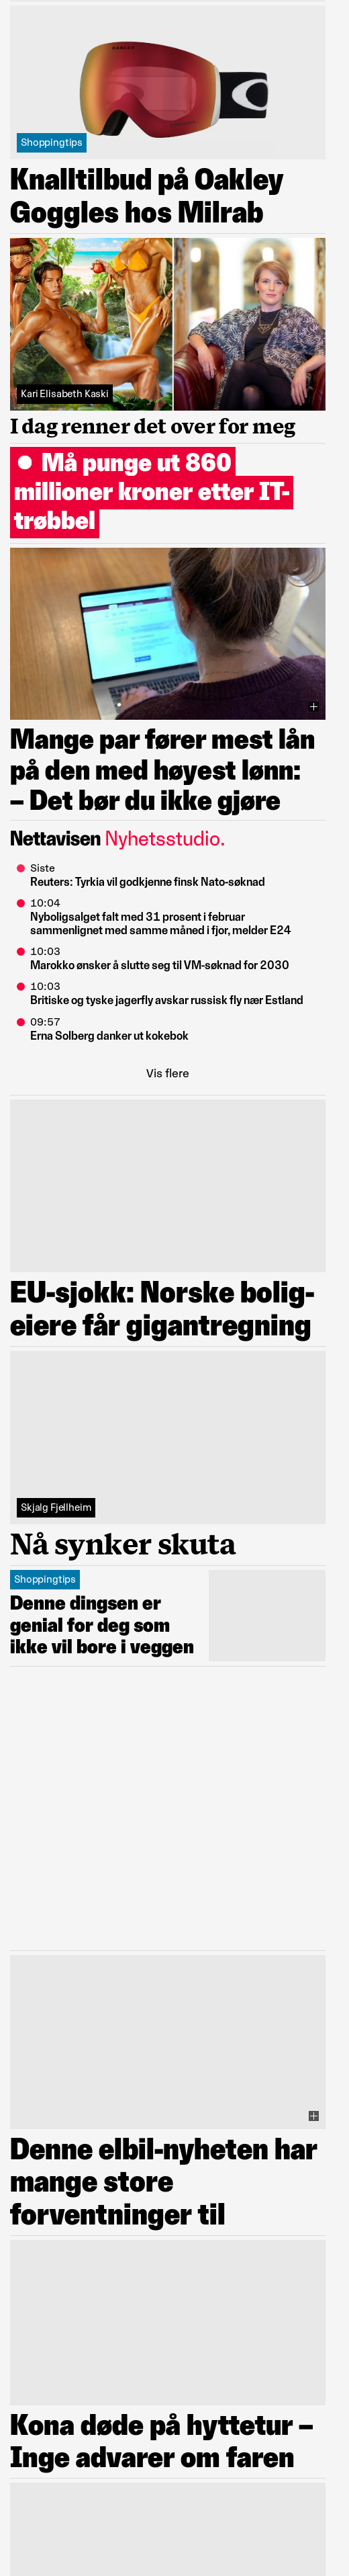 OAKLEY
Shoppingtips
Knalltilbud på Oakley
Goggles hos Milrab
Kari Elisabeth Kaski
I dag renner det over for meg
Må punge ut 860
millioner kroner etter IT-
trøbbel
Mange par fører mest lån
på den med høyest lønn:
– Det bør du ikke gjøre
Nettavisen Nyhetsstudio.
Siste
Reuters: Tyrkia vil godkjenne finsk Nato-søknad
10:04
Nyboligsalget falt med 31 prosent i februar
sammenlignet med samme måned i fjor, melder E24
10:03
Marokko ønsker å slutte seg til VM-søknad for 2030
10:03
Britiske og tyske jagerfly avskar russisk fly nær Estland
09:57
Erna Solberg danker ut kokebok
Vis flere
EU-sjokk: Norske bolig-
eiere får gigantregning
Skjalg Fjellheim
Nå synker skuta
Shoppingtips
Denne dingsen er
genial for deg som
ikke vil bore i veggen
Denne elbil-nyheten har
mange store
forventninger til
Kona døde på hyttetur –
Inge advarer om faren